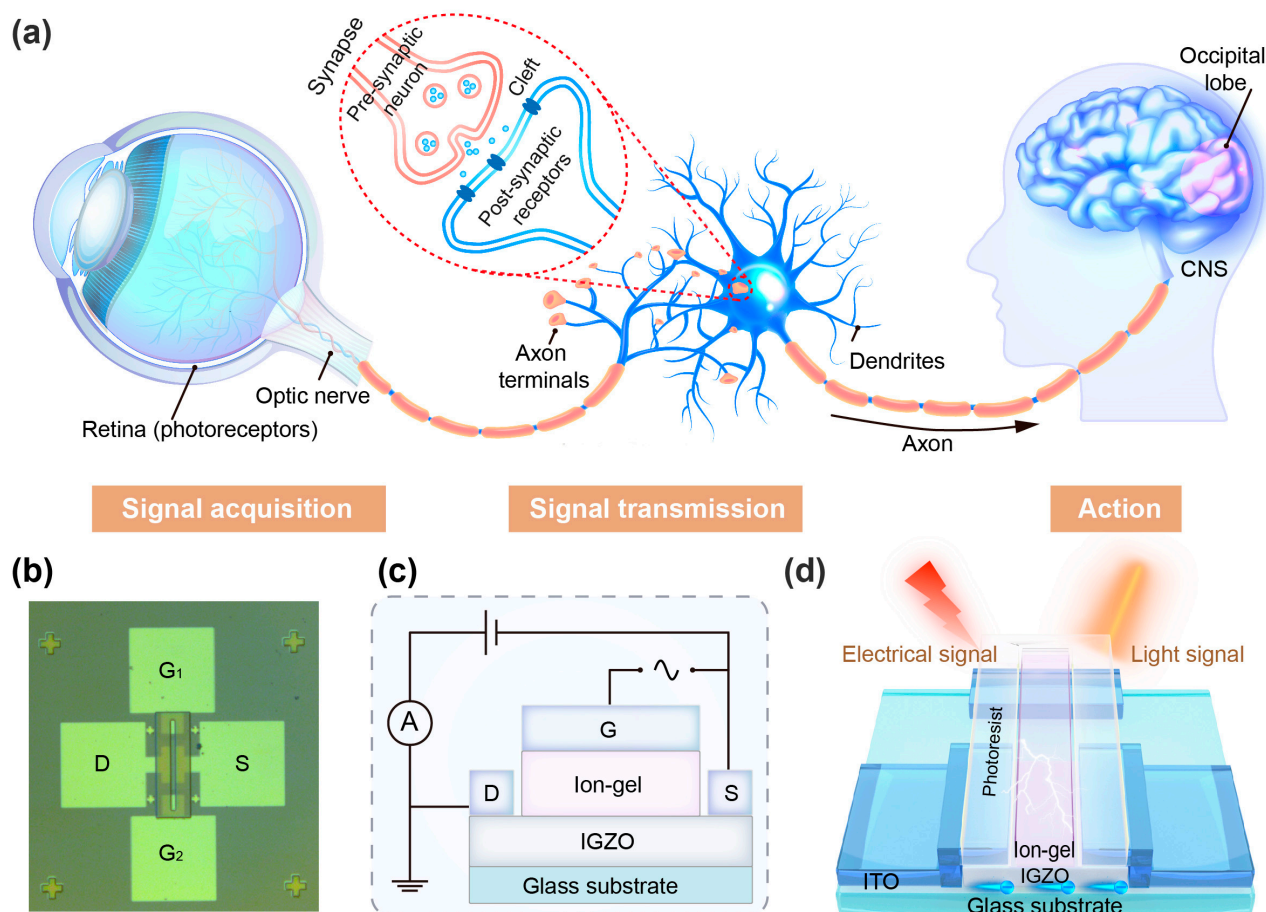 (a)
Synapse
Pre-synaptic
neuron
Cleft
Post-synaptic
receptors
Occipital
lobe
CNS
Axon
terminals
Dendrites
Optic nerve
Retina (photoreceptors)
Axon
Signal acquisition
Signal transmission
Action
(b)
G1
D
S
G2
(c)
A
G
D
Ion-gel
S
IGZO
Glass substrate
(d)
Electrical signal
Light signal
Photoresist
Ion-gel
IGZO
ITO
Glass substrate